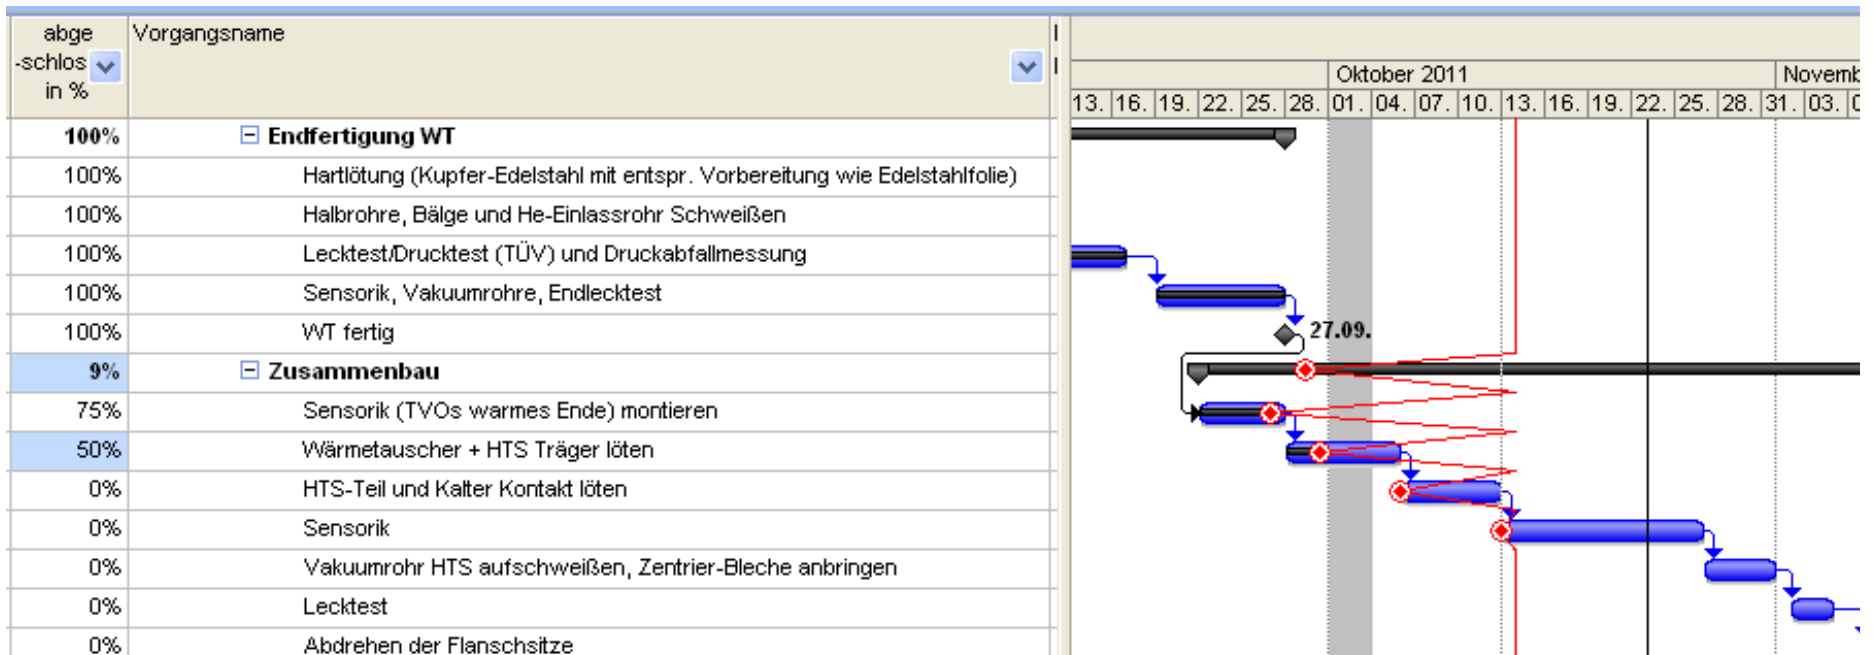 abge
-schlos
in %
Vorgangsname
Oktober 2011
Novemb
13. 16. 19. 22. 25. 28. 01. 04. 07. 10. 13. 16. 19. 22. 25. 28. 31. 03.
100% Endfertigung WT
100% Hartlötung (Kupfer-Edelstahl mit entspr. Vorbereitung wie Edelstahlfolie)
100% Halbrohre, Bälge und He-Einlassrohr Schweißen
100% Lecktest/Drucktest (TÜV) und Druckabfallmessung
100% Sensorik, Vakuumrohre, Endlecktest
100% WT fertig 27.09.
9% Zusammenbau
75% Sensorik (TVOs warmes Ende) montieren
50% Wärmetauscher + HTS Träger löten
0% HTS-Teil und Kalter Kontakt löten
0% Sensorik
0% Vakuumrohr HTS aufschweißen, Zentrier-Bleche anbringen
0% Lecktest
0% Abdrehen der Flanschsitze